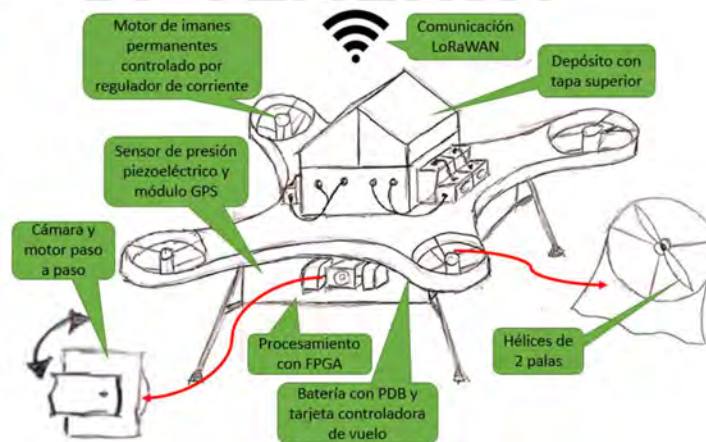 Motor de imanes
permanentes
controlado por
regulador de
corriente
Comunicación
LoRaWAN
Depósito con
tapa superior
Sensor de presión
piezoeléctrico y
módulo GPS
Cámara y
motor paso
a paso
Procesamiento
con FPGA
Batería con PDB y
tarjeta controladora
de vuelo
Hélices de
2 palas